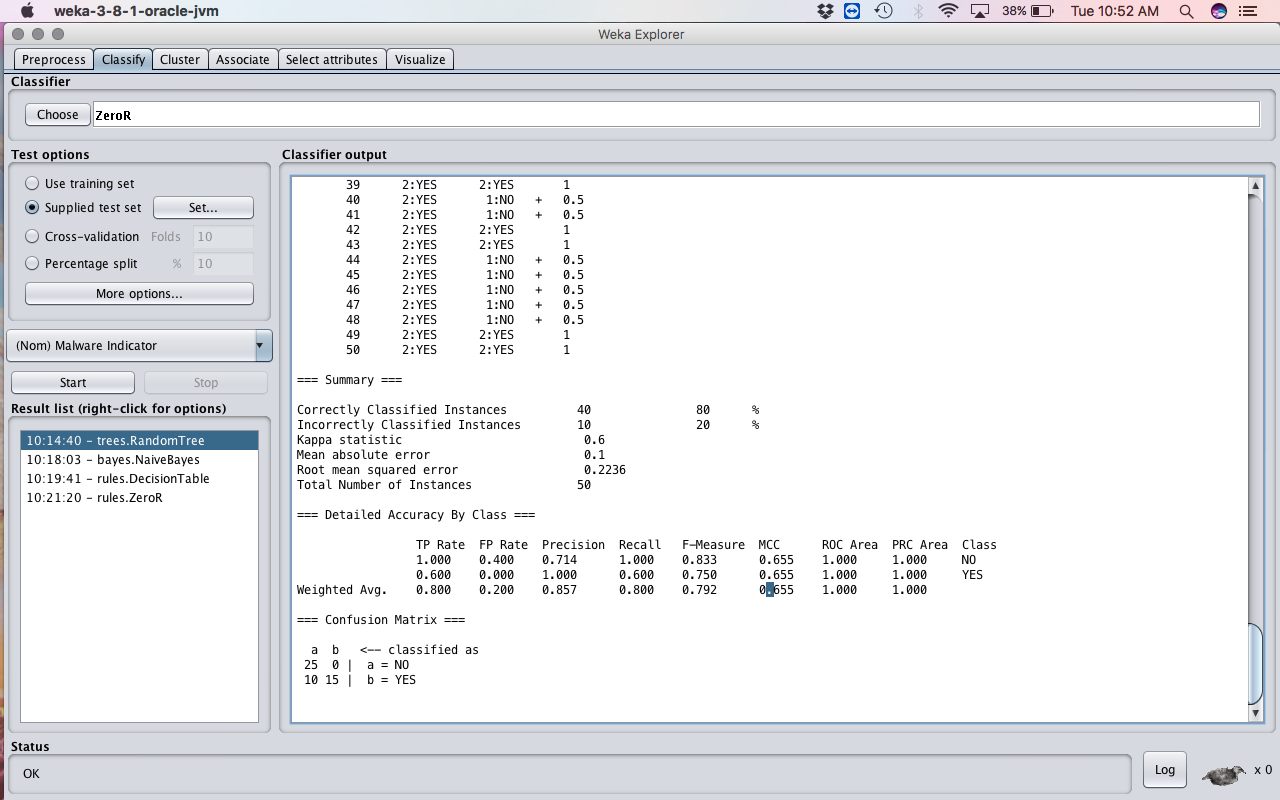 weka-3-8-1-oracle-jvm 38% Tue 10:52 AM
Weka Explorer
Preprocess Classify Cluster Associate Select attributes Visualize
Classifier
Choose ZeroR
Test options
Use training set
Supplied test set Set...
Cross-validation Folds 10
Percentage split % 10
More options...
(Nom) Malware Indicator
Start Stop
Result list (right-click for options)
10:14:40 - trees.RandomTree
10:18:03 - bayes.NaiveBayes
10:19:41 - rules.DecisionTable
10:21:20 - rules.ZeroR
Classifier output
39 2:YES 2:YES 1
40 2:YES 1:NO + 0.5
41 2:YES 1:NO + 0.5
42 2:YES 2:YES 1
43 2:YES 2:YES 1
44 2:YES 1:NO + 0.5
45 2:YES 1:NO + 0.5
46 2:YES 1:NO + 0.5
47 2:YES 1:NO + 0.5
48 2:YES 1:NO + 0.5
49 2:YES 2:YES 1
50 2:YES 2:YES 1
=== Summary ===
Correctly Classified Instances 40 80 %
Incorrectly Classified Instances 10 20 %
Kappa statistic 0.6
Mean absolute error 0.1
Root mean squared error 0.2236
Total Number of Instances 50
=== Detailed Accuracy By Class ===
TP Rate FP Rate Precision Recall F-Measure MCC ROC Area PRC Area Class
1.000 0.400 0.714 1.000 0.833 0.655 1.000 1.000 NO
0.600 0.000 1.000 0.600 0.750 0.655 1.000 1.000 YES
Weighted Avg. 0.800 0.200 0.857 0.800 0.792 0.655 1.000 1.000
=== Confusion Matrix ===
a b <-- classified as
25 0 | a = NO
10 15 | b = YES
Status
OK
Log x 0